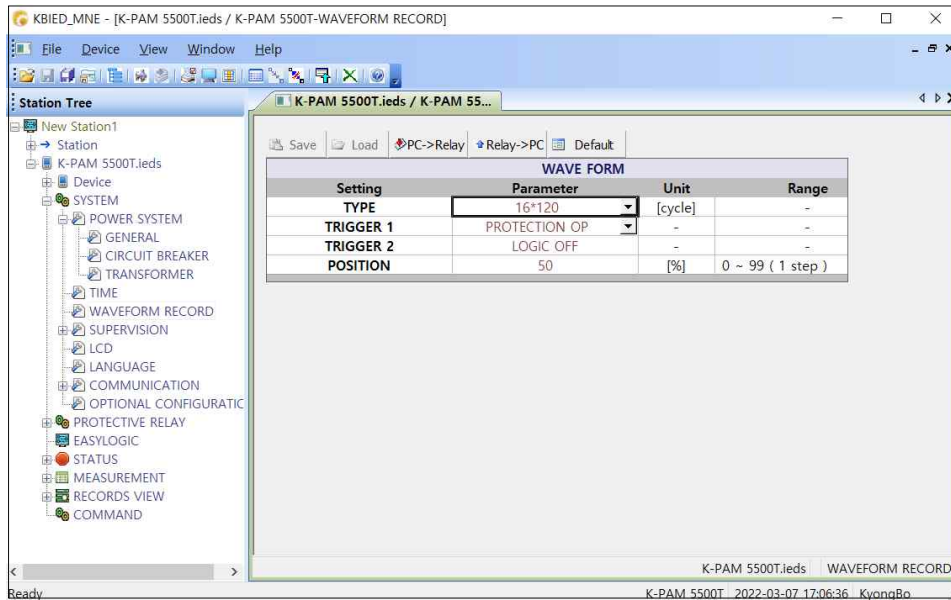 KBIED_MNE - [K-PAM 5500T.ieds / K-PAM 5500T-WAVEFORM RECORD]
File Device View Window Help
Station Tree
K-PAM 5500T.ieds / K-PAM 55...
New Station1
Station
K-PAM 5500T.ieds
Device
SYSTEM
POWER SYSTEM
GENERAL
CIRCUIT BREAKER
TRANSFORMER
TIME
WAVEFORM RECORD
SUPERVISION
LCD
LANGUAGE
COMMUNICATION
OPTIONAL CONFIGURATIC
PROTECTIVE RELAY
EASYLOGIC
STATUS
MEASUREMENT
RECORDS VIEW
COMMAND
Save Load PC->Relay Relay->PC Default
WAVE FORM
Setting Parameter Unit Range
TYPE 16*120 [cycle] -
TRIGGER 1 PROTECTION OP - -
TRIGGER 2 LOGIC OFF - -
POSITION 50 [%] 0 ~ 99 ( 1 step )
K-PAM 5500T.ieds WAVEFORM RECORD
Ready K-PAM 5500T 2022-03-07 17:06:36 KyongBo